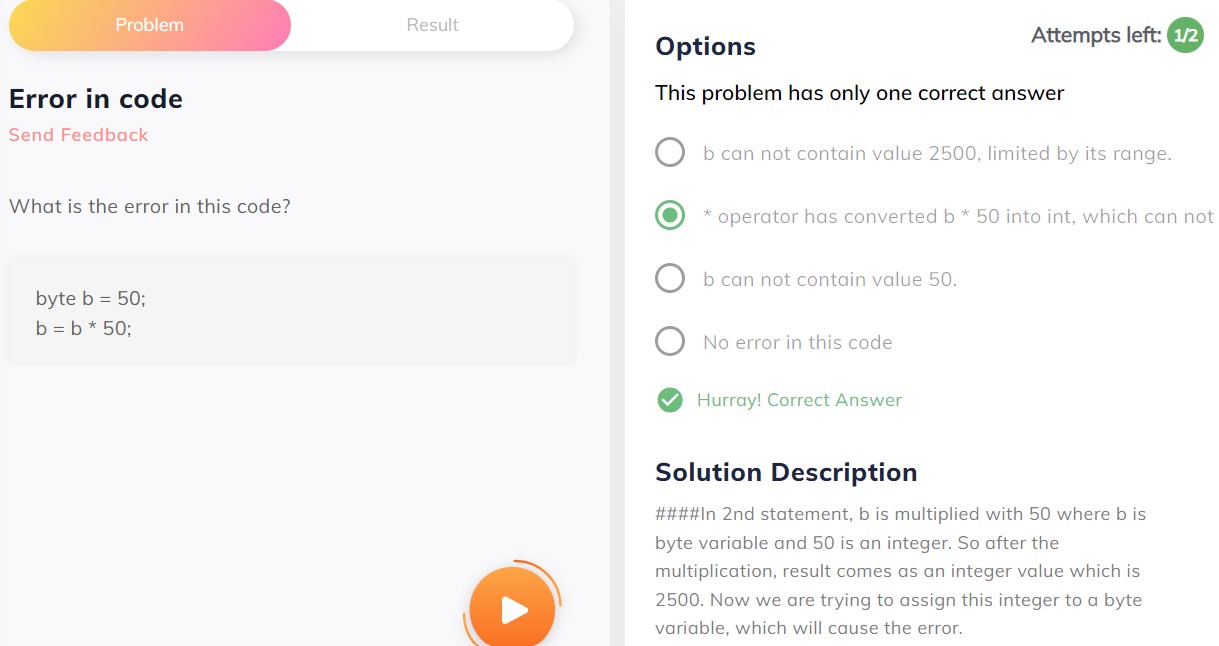 Problem
Result
Error in code
Send Feedback
What is the error in this code?
byte b = 50;
b = b * 50;
Options
Attempts left: 1/2
This problem has only one correct answer
b can not contain value 2500, limited by its range.
* operator has converted b * 50 into int, which can not
b can not contain value 50.
No error in this code
Hurray! Correct Answer
Solution Description
####In 2nd statement, b is multiplied with 50 where b is
byte variable and 50 is an integer. So after the
multiplication, result comes as an integer value which is
2500. Now we are trying to assign this integer to a byte
variable, which will cause the error.